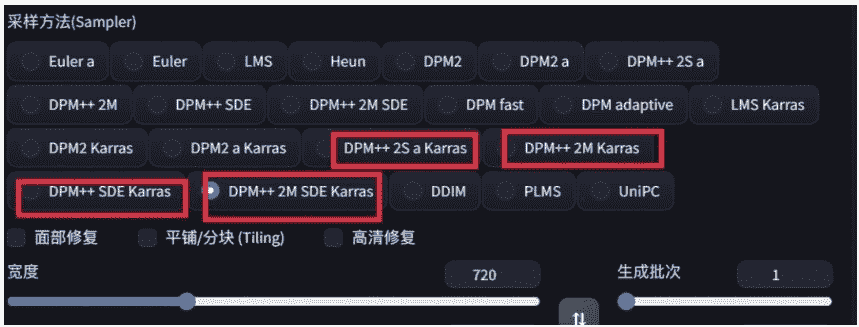 采样方法(Sampler)
Euler a Euler LMS Heun DPM2 DPM2 a DPM++ 2S a
DPM++ 2M DPM++ SDE DPM++ 2M SDE DPM fast DPM adaptive LMS Karras
DPM2 Karras DPM2 a Karras DPM++ 2S a Karras DPM++ 2M Karras
DPM++ SDE Karras DPM++ 2M SDE Karras DDIM PLMS UniPC
面部修复 平铺/分块 (Tiling) 高清修复
宽度 720 生成批次 1